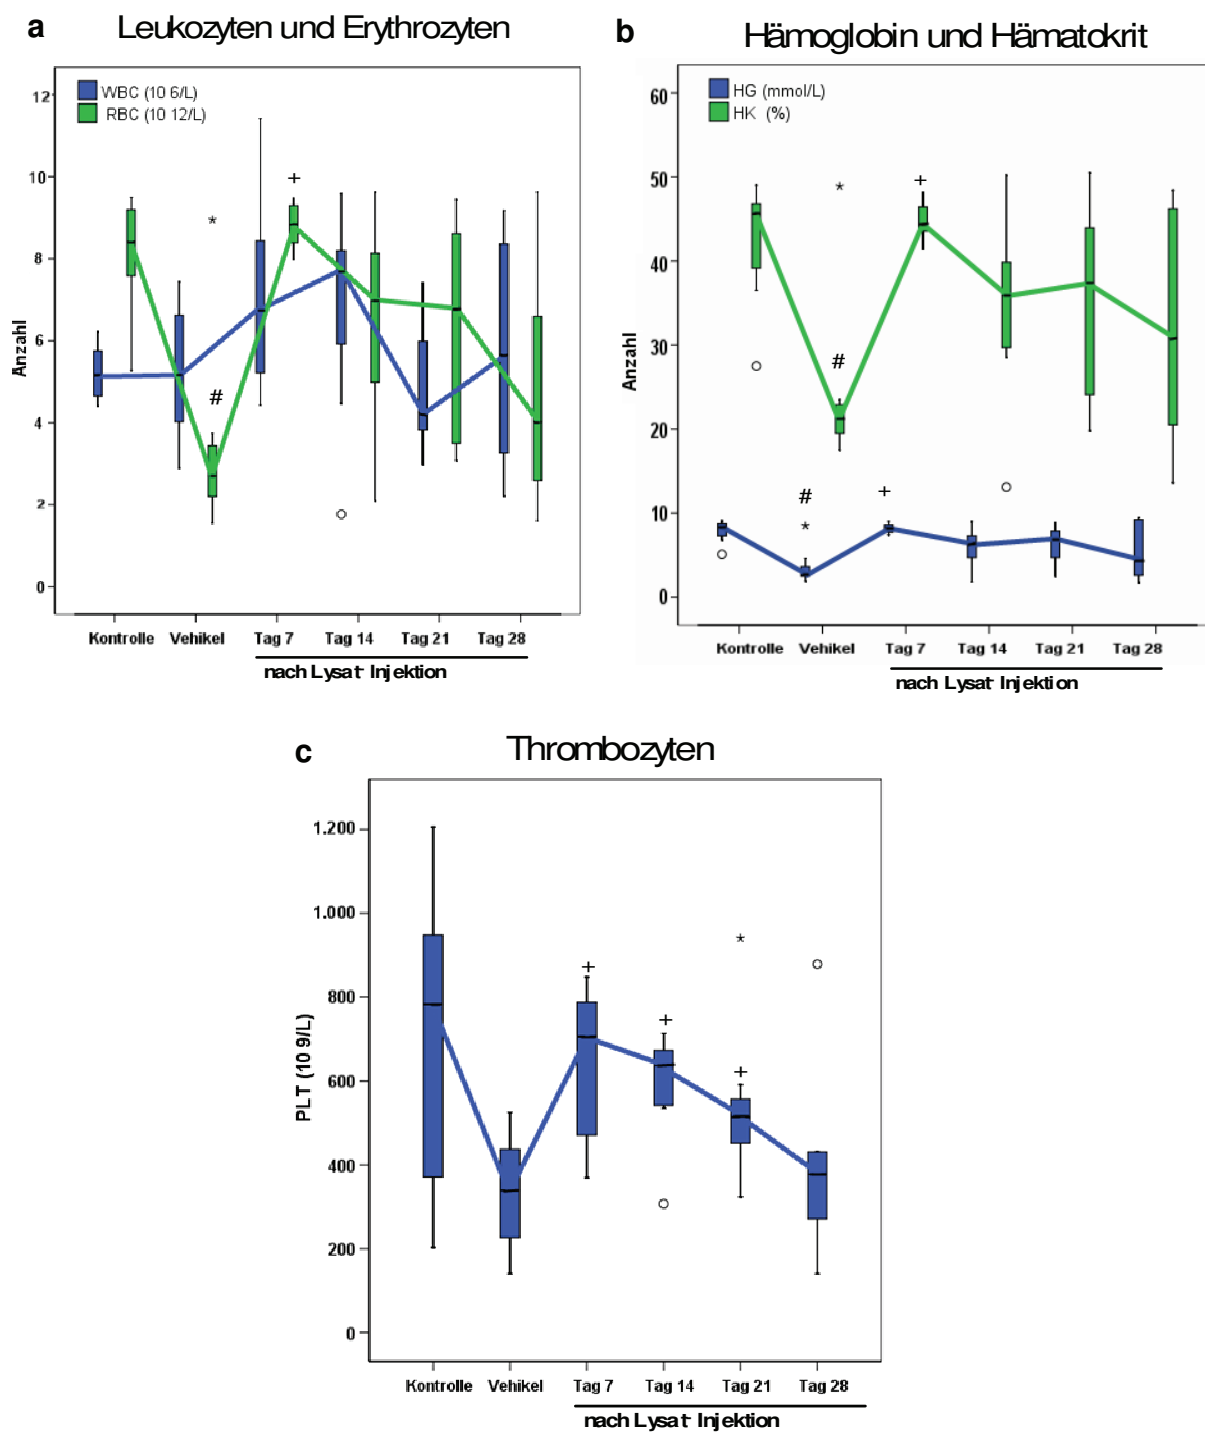 a Leukozyten und Erythrozyten
WBC (10 6/L)
RBC (10 12/L)
12
10
8
6
4
2
0
Anzahl
*
#
+
Kontrolle Vehikel Tag 7 Tag 14 Tag 21 Tag 28
nach Lysat Injektion
b Hämoglobin und Hämatokrit
HG (mmol/L)
HK (%)
60
50
40
30
20
10
0
Anzahl
*
+
#
#
*
+
Kontrolle Vehikel Tag 7 Tag 14 Tag 21 Tag 28
nach Lysat Injektion
c Thrombozyten
1.200
1.000
800
600
400
200
0
PLT (10 9/L)
+
+
*
+
Kontrolle Vehikel Tag 7 Tag 14 Tag 21 Tag 28
nach Lysat Injektion